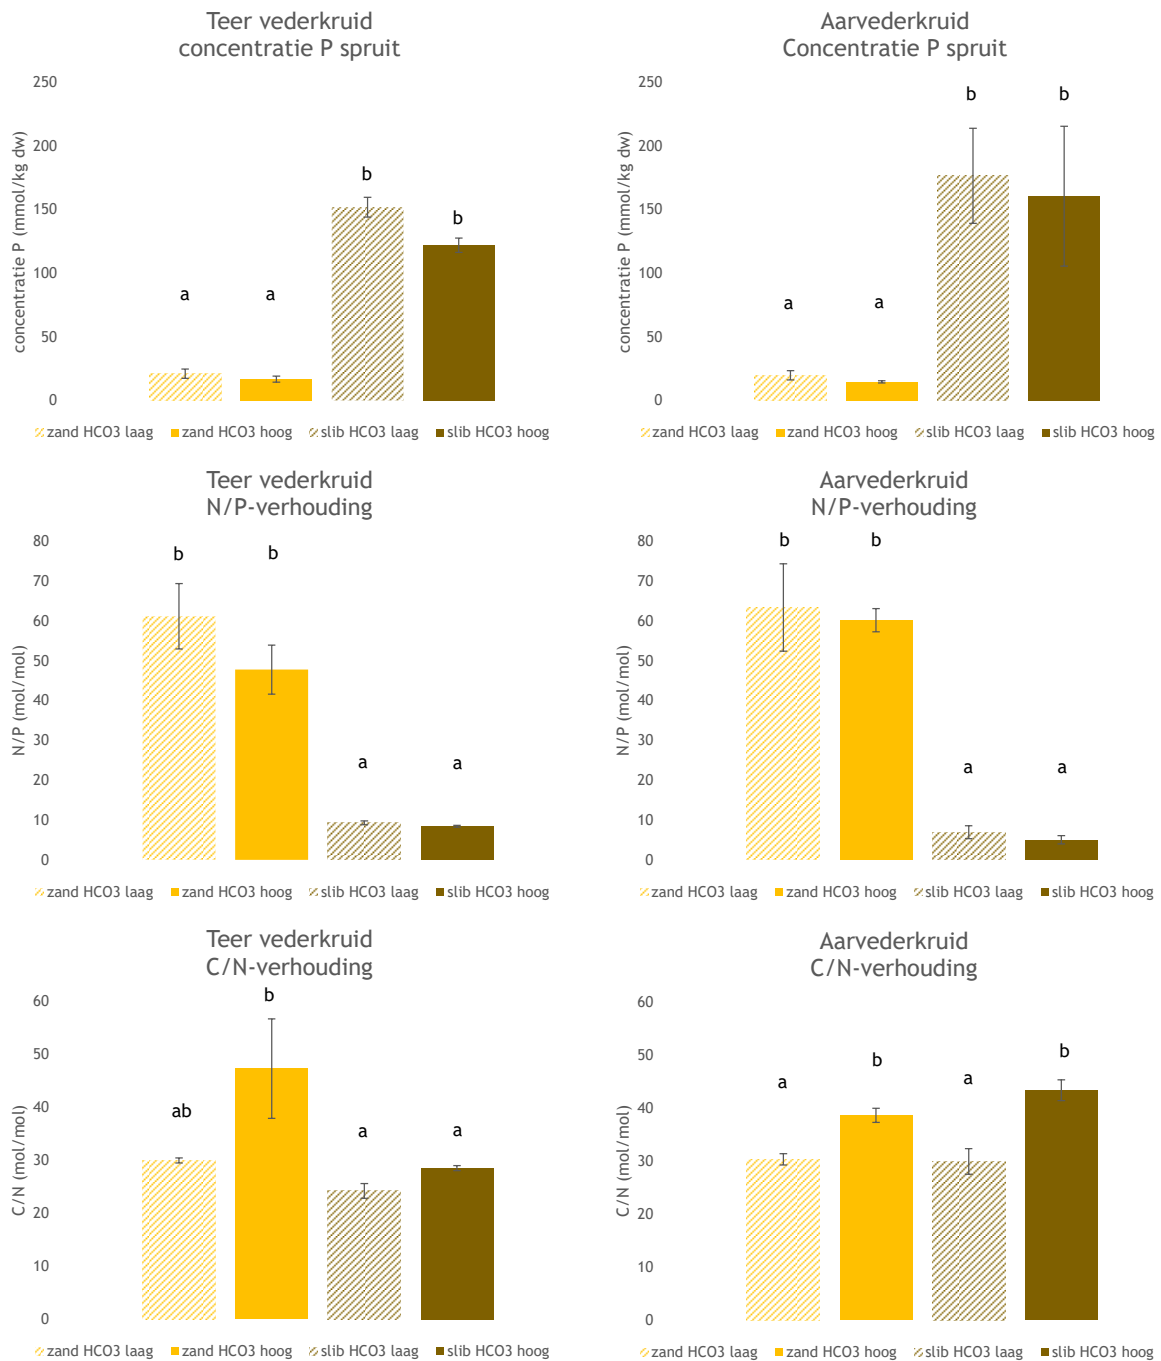 Teer vederkruid
concentratie P spruit
concentratie P (mmol/kg dw)
250
200
150
100
50
0
a
a
b
b
zand HCO3 laag zand HCO3 hoog slib HCO3 laag slib HCO3 hoog
Aarvederkruid
Concentratie P spruit
concentratie P (mmol/kg dw)
250
200
150
100
50
0
a
a
b
b
zand HCO3 laag zand HCO3 hoog slib HCO3 laag slib HCO3 hoog
Teer vederkruid
N/P-verhouding
N/P (mol/mol)
80
70
60
50
40
30
20
10
0
b
b
a
a
zand HCO3 laag zand HCO3 hoog slib HCO3 laag slib HCO3 hoog
Aarvederkruid
N/P-verhouding
N/P (mol/mol)
80
70
60
50
40
30
20
10
0
b
b
a
a
zand HCO3 laag zand HCO3 hoog slib HCO3 laag slib HCO3 hoog
Teer vederkruid
C/N-verhouding
C/N (mol/mol)
60
50
40
30
20
10
0
ab
b
a
a
zand HCO3 laag zand HCO3 hoog slib HCO3 laag slib HCO3 hoog
Aarvederkruid
C/N-verhouding
C/N (mol/mol)
60
50
40
30
20
10
0
a
b
a
b
zand HCO3 laag zand HCO3 hoog slib HCO3 laag slib HCO3 hoog